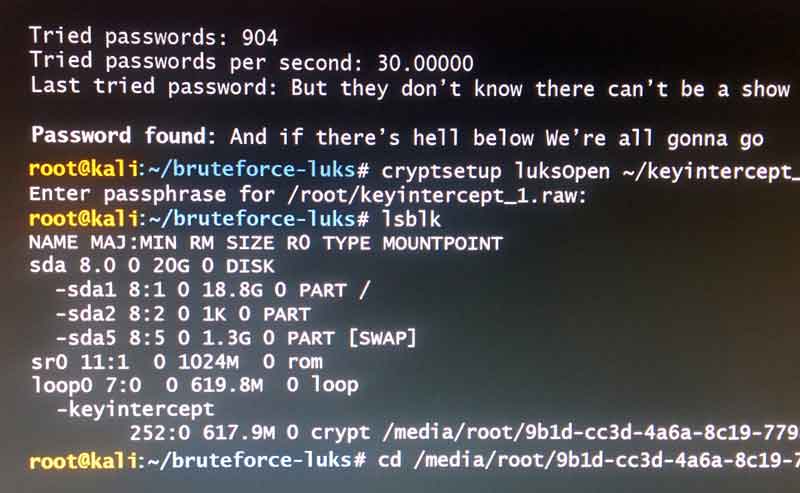 Tried passwords: 904
Tried passwords per second: 30.00000
Last tried password: But they don't know there can't be a show
Password found: And if there's hell below We're all gonna go
root@kali:~/bruteforce-luks# cryptsetup luksOpen ~/keyintercept_
Enter passphrase for /root/keyintercept_1.raw:
root@kali:~/bruteforce-luks# lsblk
NAME MAJ:MIN RM SIZE RO TYPE MOUNTPOINT
sda 8.0 0 20G 0 DISK
-sda1 8:1 0 18.8G 0 PART /
-sda2 8:2 0 1K 0 PART
-sda5 8:5 0 1.3G 0 PART [SWAP]
sr0 11:1 0 1024M 0 rom
loop0 7:0 0 619.8M 0 loop
-keyintercept
252:0 617.9M 0 crypt /media/root/9b1d-cc3d-4a6a-8c19-779
root@kali:~/bruteforce-luks# cd /media/root/9b1d-cc3d-4a6a-8c19-7